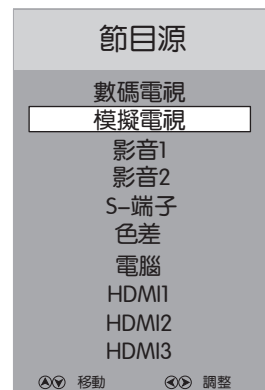 節目源
數碼電視
模擬電視
影音1
影音2
S-端子
色差
電腦
HDMI1
HDMI2
HDMI3
移動 調整